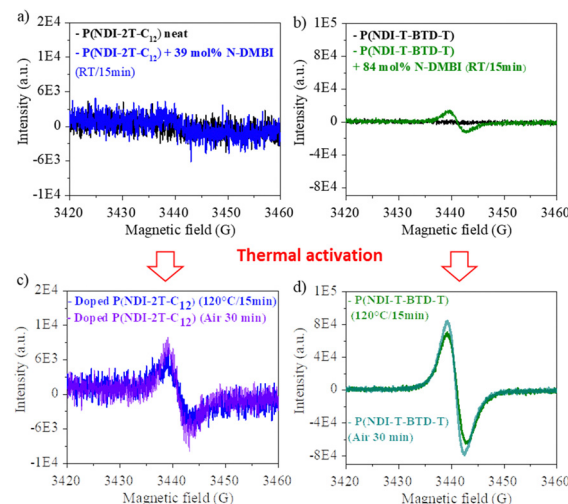 a)
- P(NDI-2T-C12) neat
- P(NDI-2T-C12) + 39 mol% N-DMBI
(RT/15min)
2E4
1E4
6E3
0
-6E3
-1E4
Intensity (a.u.)
3420 3430 3440 3450 3460
Magnetic field (G)
b)
- P(NDI-T-BTD-T)
- P(NDI-T-BTD-T)
+ 84 mol% N-DMBI (RT/15min)
1E5
8E4
4E4
0
-4E4
-8E4
Intensity (a.u.)
3420 3430 3440 3450 3460
Magnetic field (G)
Thermal activation
c)
- Doped P(NDI-2T-C12) (120°C/15min)
- Doped P(NDI-2T-C12) (Air 30 min)
2E4
1E4
6E3
0
-6E3
-1E4
Intensity (a.u.)
3420 3430 3440 3450 3460
Magnetic field (G)
d)
- P(NDI-T-BTD-T)
(120°C/15min)
- P(NDI-T-BTD-T)
(Air 30 min)
1E5
8E4
4E4
0
-4E4
-8E4
Intensity (a.u.)
3420 3430 3440 3450 3460
Magnetic field (G)